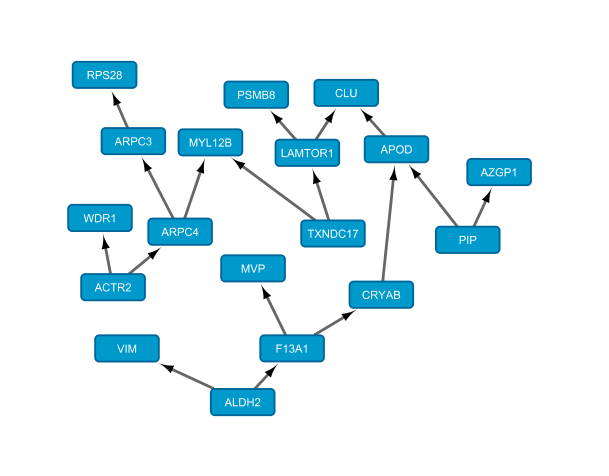 RPS28
PSMB8
CLU
ARPC3
MYL12B
LAMTOR1
APOD
AZGP1
WDR1
ARPC4
TXNDC17
PIP
MVP
ACTR2
CRYAB
VIM
F13A1
ALDH2